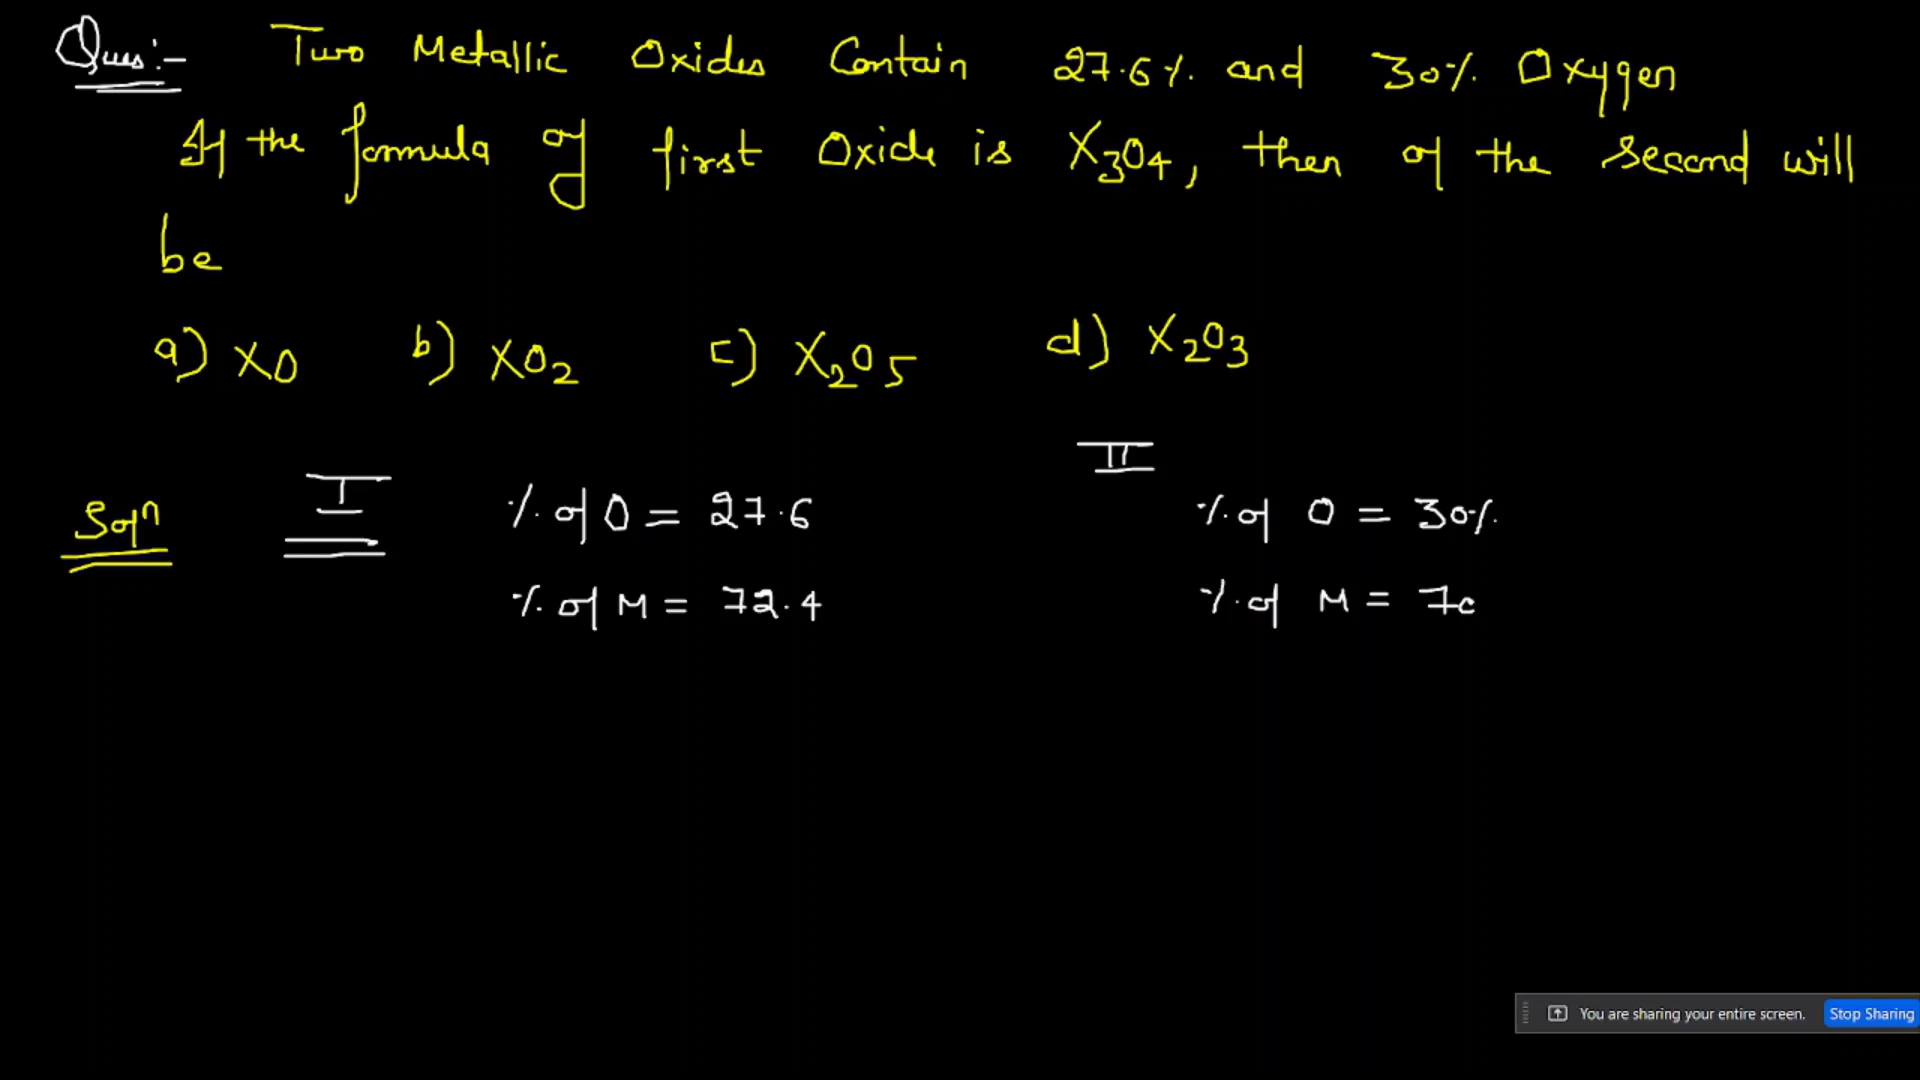 Ques:- Two Metallic Oxides Contain 27.6% and 30% Oxygen
If the formula of first Oxide is X3O4, then of the second will
be
a) XO b) XO2 c) X2O5 d) X2O3
Soln I % of O = 27.6 II % of O = 30%
% of M = 72.4 % of M = 70
You are sharing your entire screen. Stop Sharing